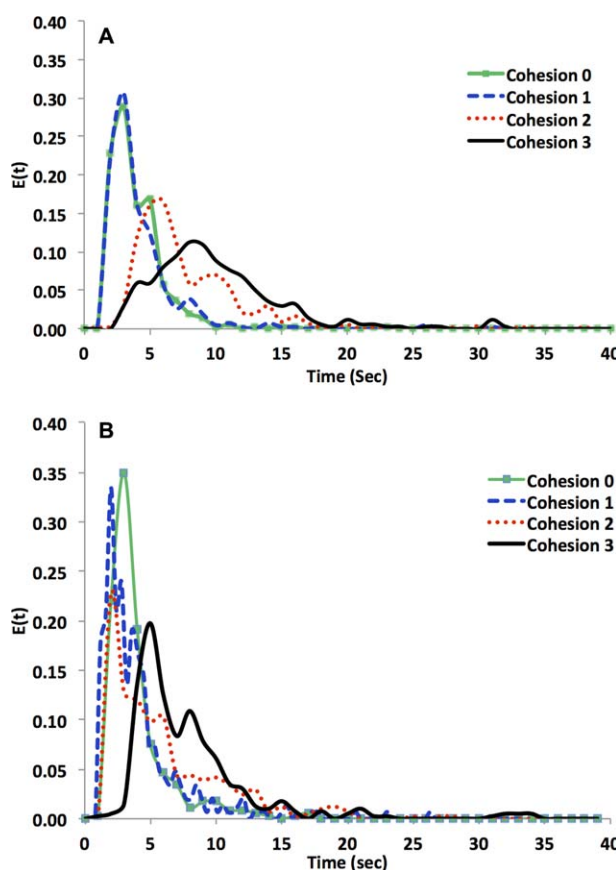 A
0.40
0.35
0.30
0.25
0.20
0.15
0.10
0.05
0.00
E(t)
Cohesion 0
Cohesion 1
Cohesion 2
Cohesion 3
0 5 10 15 20 25 30 35 40
Time (Sec)
B
0.40
0.35
0.30
0.25
0.20
0.15
0.10
0.05
0.00
E(t)
Cohesion 0
Cohesion 1
Cohesion 2
Cohesion 3
0 5 10 15 20 25 30 35 40
Time (sec)